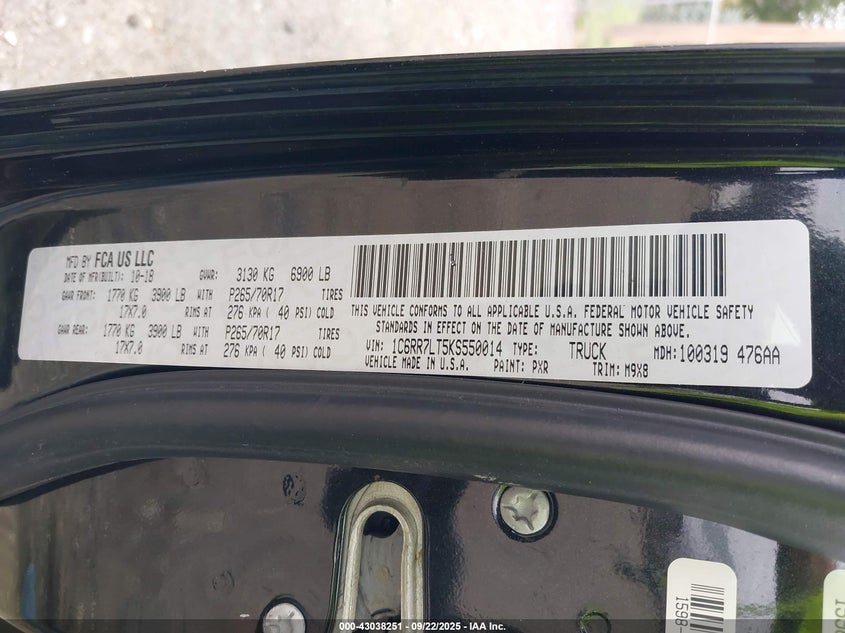 MFD BY FCA US LLC
DATE OF MFR(BUILT): 10-18 GVWR: 3130 KG 6900 LB
GAWR FRONT: 1770 KG 3900 LB WITH P265/70R17 TIRES
17X7.0 RIMS AT 276 KPA ( 40 PSI) COLD
GAWR REAR: 1770 KG 3900 LB WITH P265/70R17 TIRES
17X7.0 RIMS AT 276 KPA ( 40 PSI) COLD
THIS VEHICLE CONFORMS TO ALL APPLICABLE U.S.A. FEDERAL MOTOR VEHICLE SAFETY
STANDARDS IN EFFECT ON THE DATE OF MANUFACTURE SHOWN ABOVE.
VIN: 1C6RR7LT5KS550014 TYPE: TRUCK MDH:100319 476AA
VEHICLE MADE IN U.S.A. PAINT: PXR TRIM: M9X8
1598
000-43038251 - 09/22/2025 - IAA Inc.